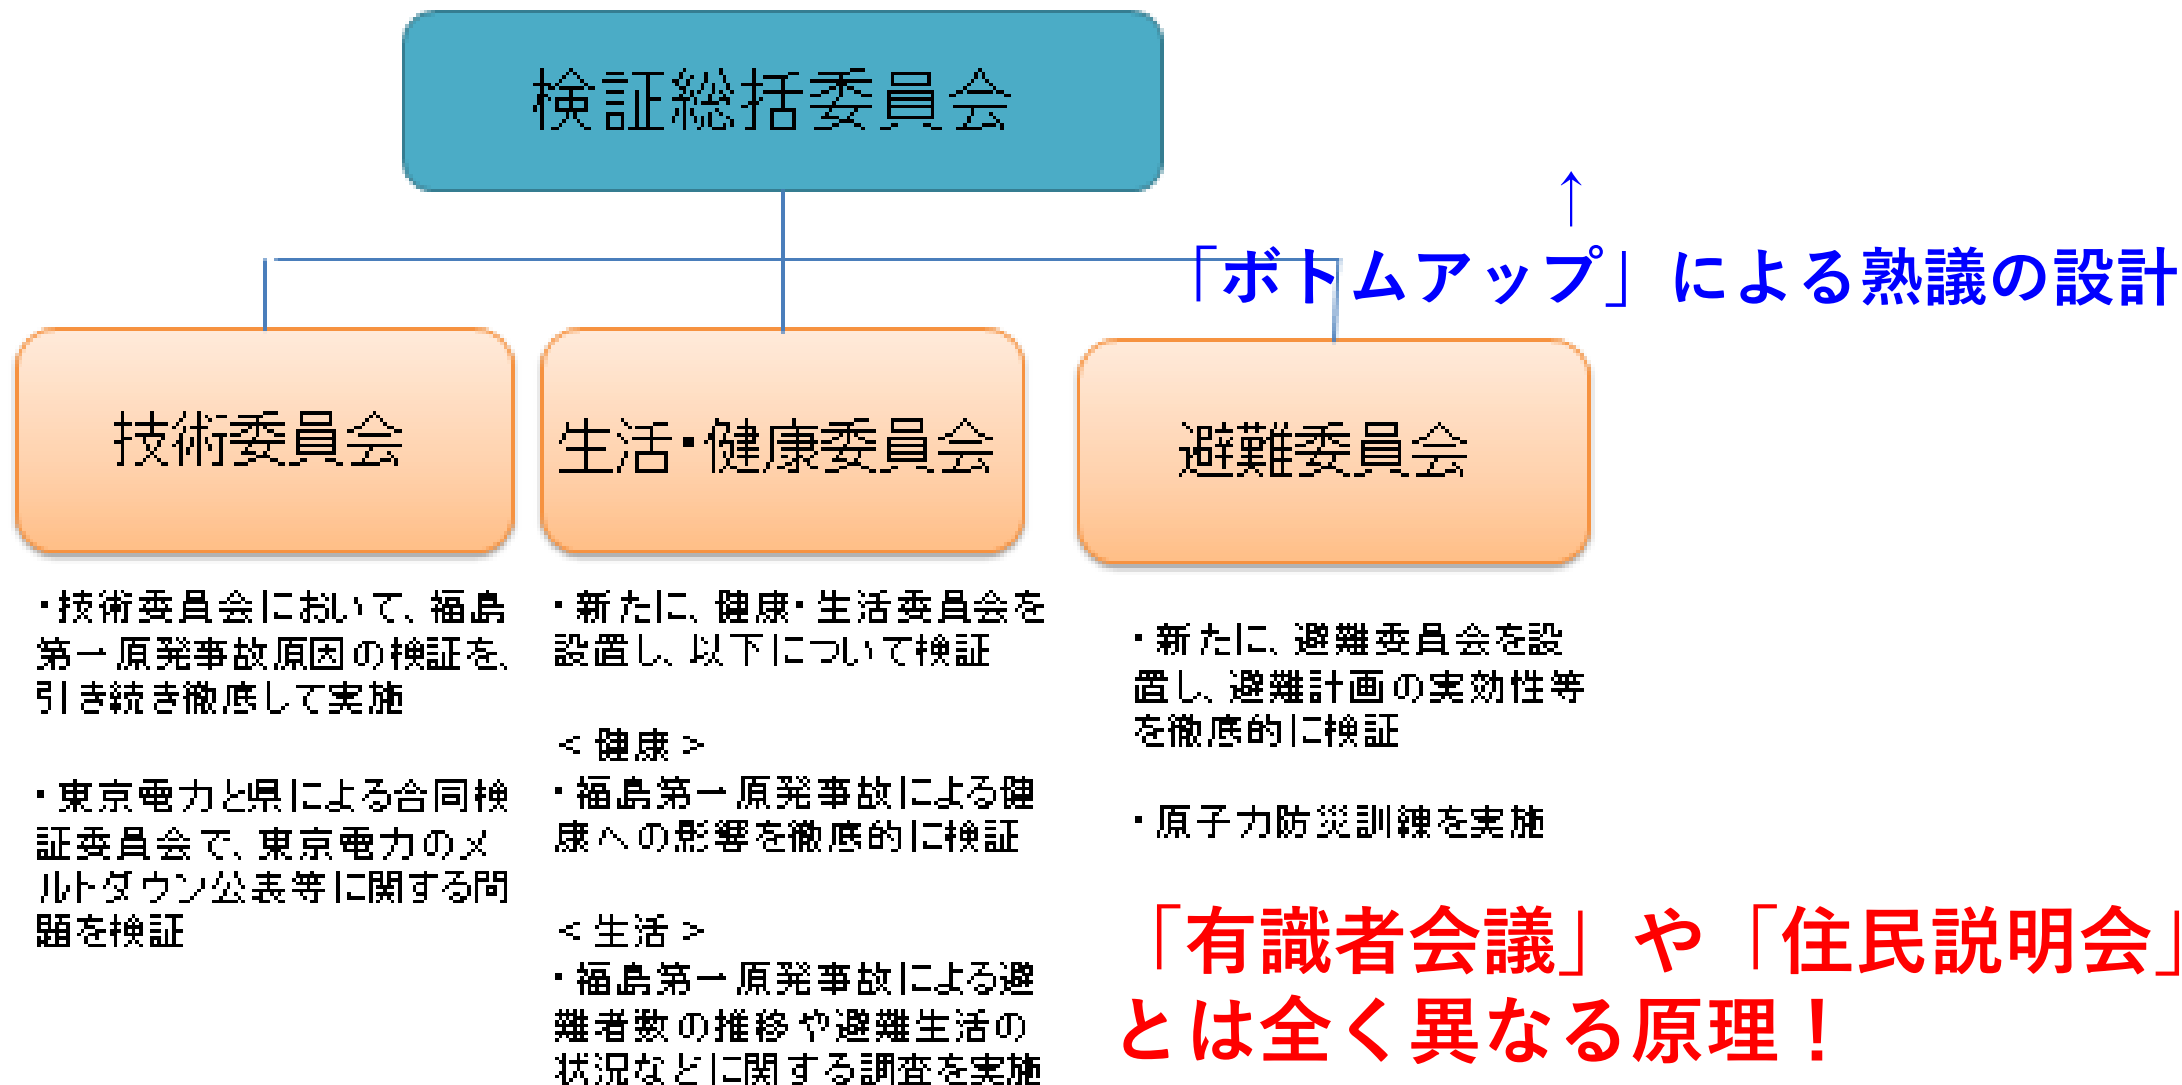 検証総括委員会
↑
「ボトムアップ」による熟議の設計
技術委員会
生活・健康委員会
避難委員会
・技術委員会において、福島
第一原発事故原因の検証を、
引き続き徹底して実施
・東京電力と県による合同検
証委員会で、東京電力のメ
ルトダウン公表等に関する問
題を検証
・新たに、健康・生活委員会を
設置し、以下について検証
＜健康＞
・福島第一原発事故による健
康への影響を徹底的に検証
＜生活＞
・福島第一原発事故による避
難者数の推移や避難生活の
状況などに関する調査を実施
・新たに、避難委員会を設
置し、避難計画の実効性等
を徹底的に検証
・原子力防災訓練を実施
「有識者会議」や「住民説明会」
とは全く異なる原理！